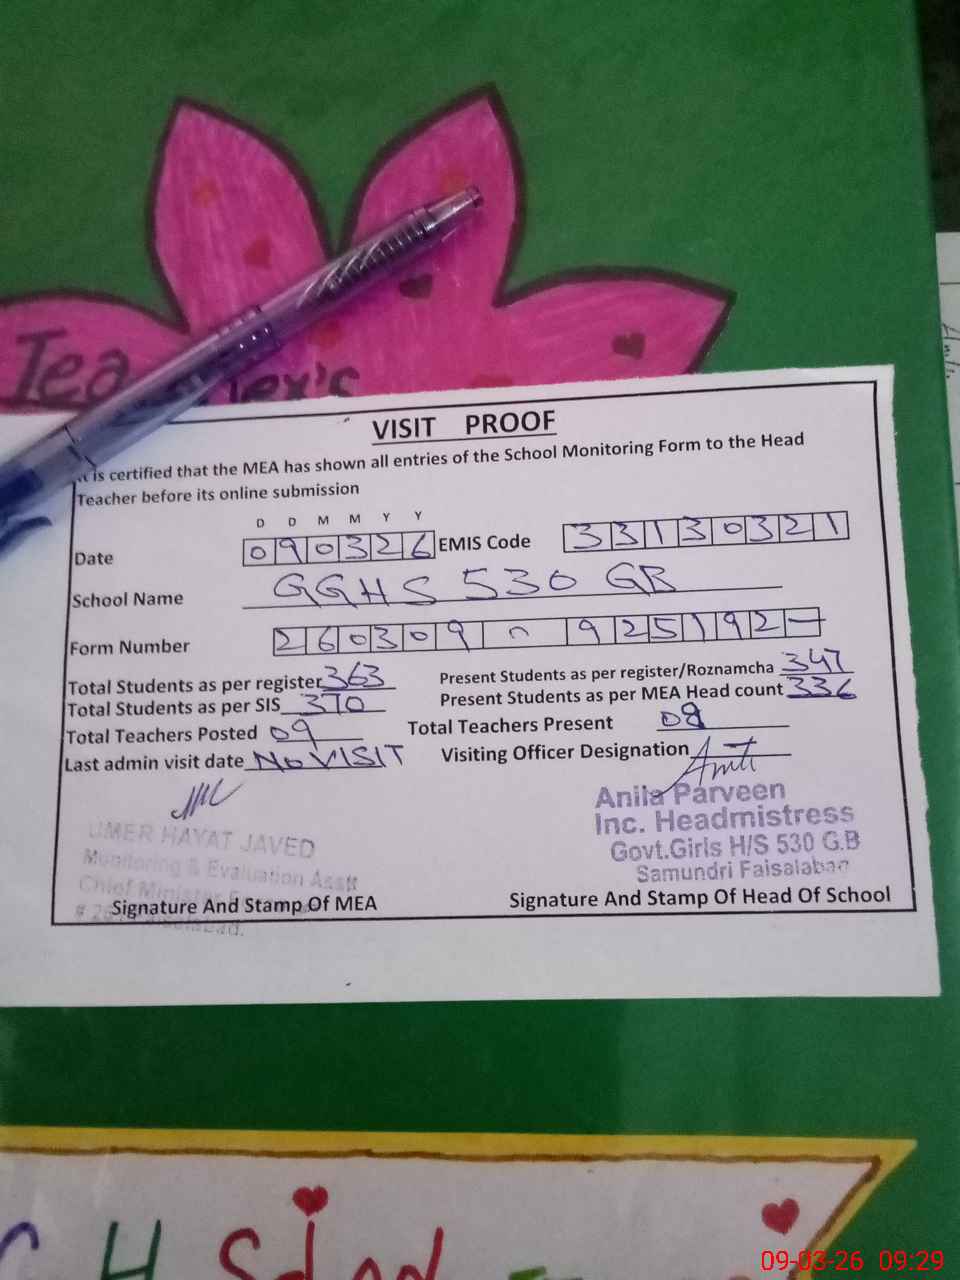 Tea her's
VISIT PROOF
is certified that the MEA has shown all entries of the School Monitoring Form to the Head
Teacher before its online submission
D D M M Y Y
Date 090326 EMIS Code 33130321
School Name GGHS 530 GB
Form Number 260309 n 925192-
Total Students as per register 363 Present Students as per register/Roznamcha 347
Total Students as per SIS 370 Present Students as per MEA Head count 336
Total Teachers Posted 09 Total Teachers Present 08
Last admin visit date No VISIT Visiting Officer Designation
Anila Parveen
Inc. Headmistress
Govt.Girls H/S 530 G.B
Samundri Faisalabad
UMER HAYAT JAVED
Monitoring & Evaluation Asstt
Chief Minister
Signature And Stamp Of MEA Signature And Stamp Of Head Of School
09-03-26 09:29